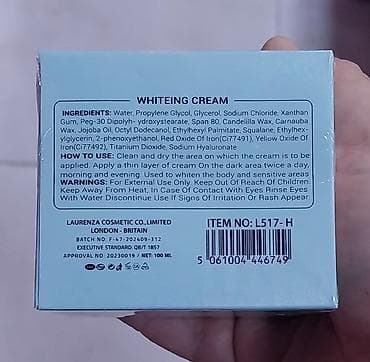 WHITEING CREAM
INGREDIENTS: Water, Propylene Glycol, Glycerol, Sodium Chloride, Xanthan
Gum, Peg-30 Dipolyh- ydroxystearate, Span 80, Candelilla Wax, Carnauba
Wax, Jojoba Oil, Octyl Dodecanol, Ethylhexyl Palmitate, Squalane, Ethylhex-
ylglycerin, 2-phenoxyethanol, Red Oxide Of Iron(Ci77491), Yellow Oxide Of
Iron(Ci77492), Titanium Dioxide, Sodium Hyaluronate
HOW TO USE: Clean and dry the area on which the cream is to be
applied. Apply a thin layer of cream On the dark area twice a day,
morning and evening. Used to whiten the body and sensitive areas
WARNINGS: For External Use Only. Keep Out Of Reach Of Children.
Keep Away From Heat, In Case Of Contact With Eyes Rinse Eyes
With Water Discontinue Use If Signs Of Irritation Or Rash Appear
LAURENZA COSMETIC CO.,LIMITED
LONDON - BRITAIN
BATCH NO: F-47-202409-312
EXECUTIVE STANDARD: QB/T 1857
APPROVAL NO: 20230019 / NET: 100 ML
ITEM NO: L517- H
5 061004 446749